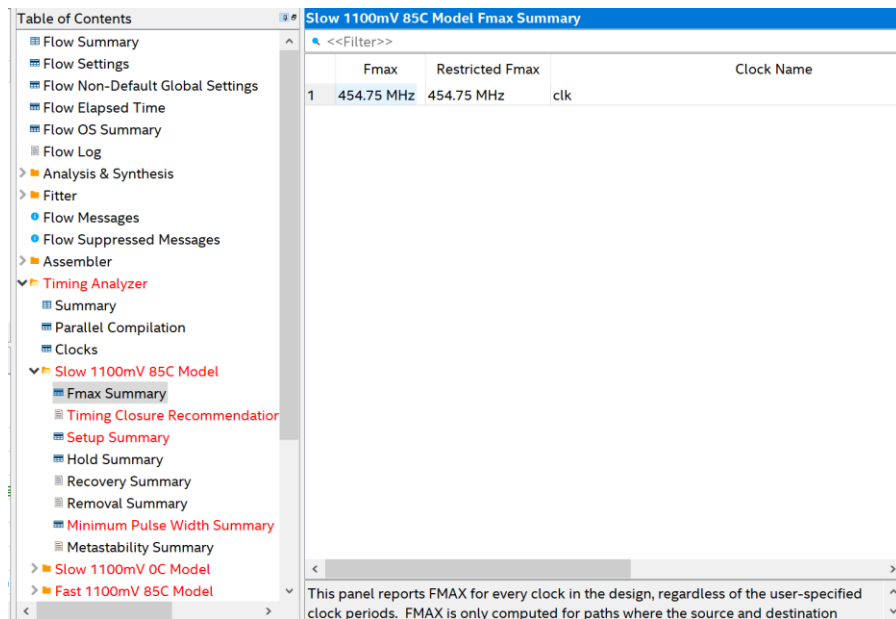 Table of Contents
Flow Summary
Flow Settings
Flow Non-Default Global Settings
Flow Elapsed Time
Flow OS Summary
Flow Log
Analysis & Synthesis
Fitter
Flow Messages
Flow Suppressed Messages
Assembler
Timing Analyzer
Summary
Parallel Compilation
Clocks
Slow 1100mV 85C Model
Fmax Summary
Timing Closure Recommendation
Setup Summary
Hold Summary
Recovery Summary
Removal Summary
Minimum Pulse Width Summary
Metastability Summary
Slow 1100mV 0C Model
Fast 1100mV 85C Model
Slow 1100mV 85C Model Fmax Summary
<<Filter>>
Fmax Restricted Fmax Clock Name
1 454.75 MHz 454.75 MHz clk
This panel reports FMAX for every clock in the design, regardless of the user-specified
clock periods. FMAX is only computed for paths where the source and destination